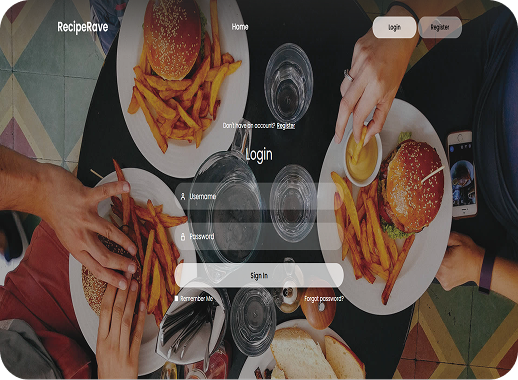 RecipeRave
Home
Login
Register
Don't have an account? Register
Login
Username
Password
Sign In
Remember Me
Forgot password?